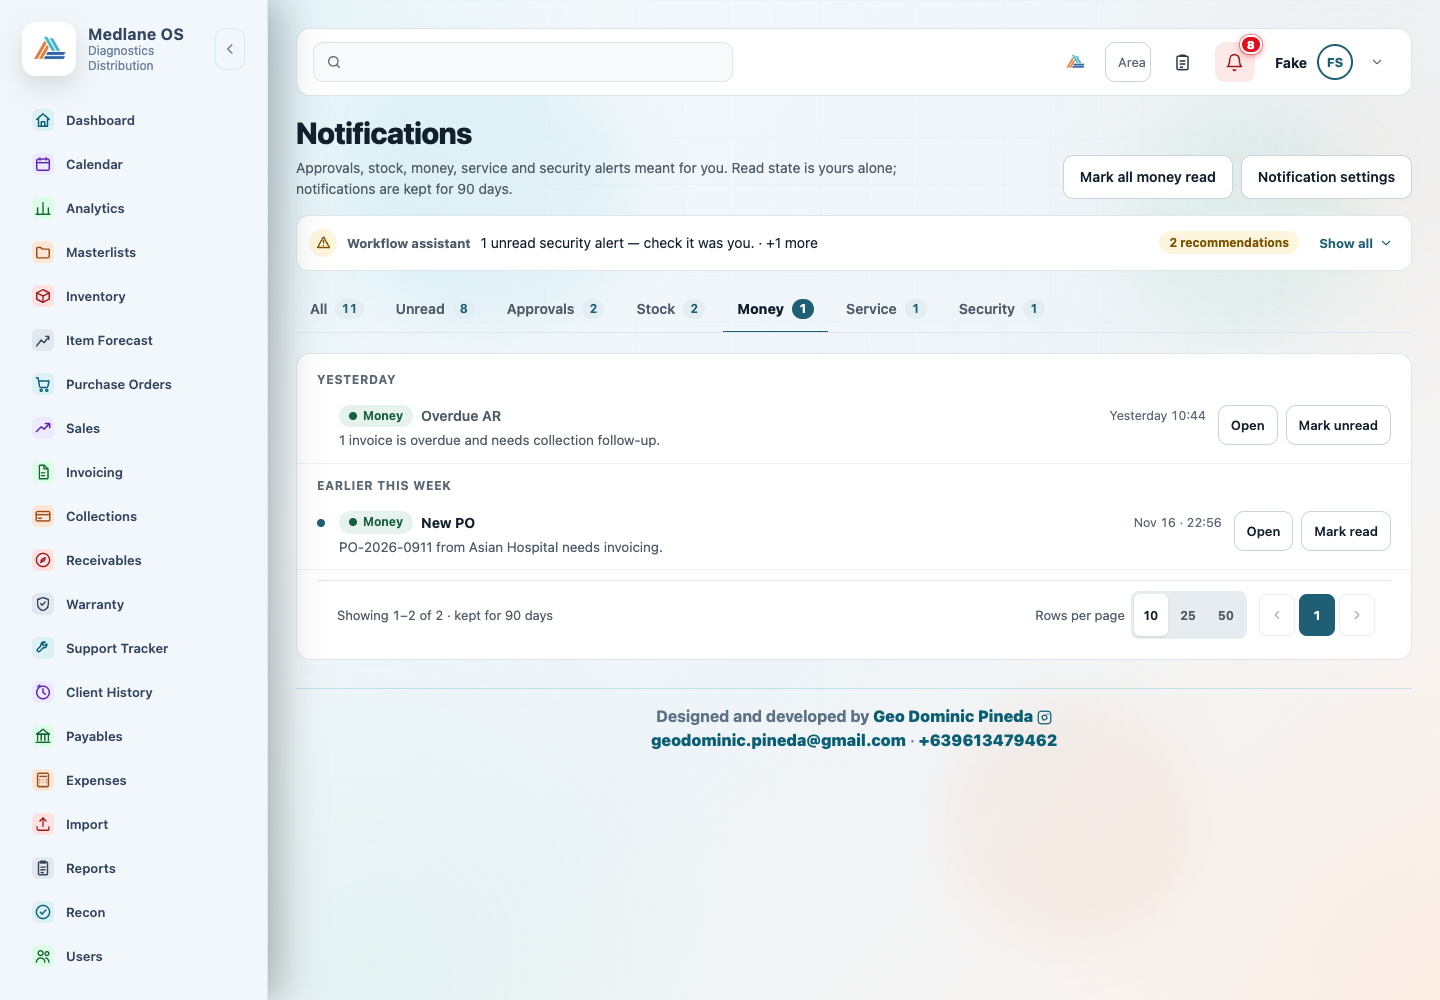 Medlane OS
Diagnostics
Distribution
Dashboard
Calendar
Analytics
Masterlists
Inventory
Item Forecast
Purchase Orders
Sales
Invoicing
Collections
Receivables
Warranty
Support Tracker
Client History
Payables
Expenses
Import
Reports
Recon
Users
Area
8
Fake
FS
Notifications
Approvals, stock, money, service and security alerts meant for you. Read state is yours alone;
notifications are kept for 90 days.
Mark all money read
Notification settings
Workflow assistant 1 unread security alert — check it was you. · +1 more
2 recommendations
Show all
All 11
Unread 8
Approvals 2
Stock 2
Money 1
Service 1
Security 1
YESTERDAY
Money Overdue AR
1 invoice is overdue and needs collection follow-up.
Yesterday 10:44
Open
Mark unread
EARLIER THIS WEEK
Money New PO
PO-2026-0911 from Asian Hospital needs invoicing.
Nov 16 · 22:56
Open
Mark read
Showing 1–2 of 2 · kept for 90 days
Rows per page 10 25 50
1
Designed and developed by Geo Dominic Pineda
geodominic.pineda@gmail.com · +639613479462